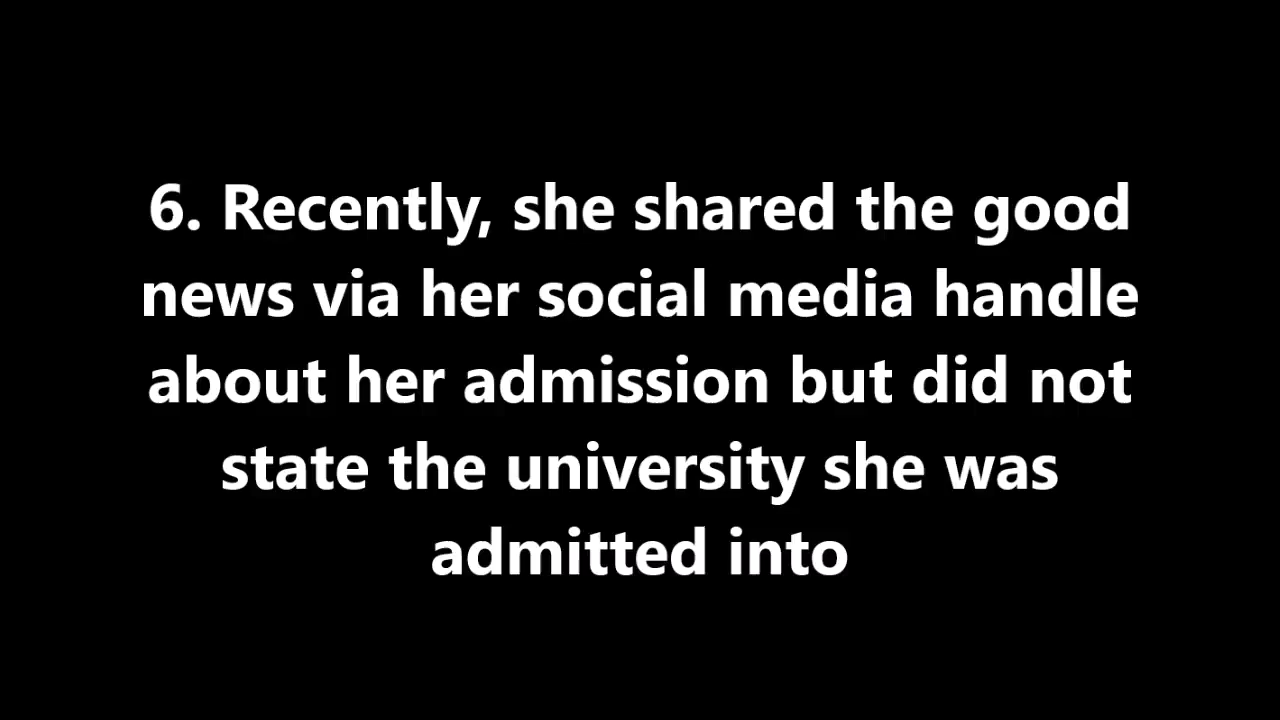 6. Recently, she shared the good
news via her social media handle
about her admission but did not
state the university she was
admitted into